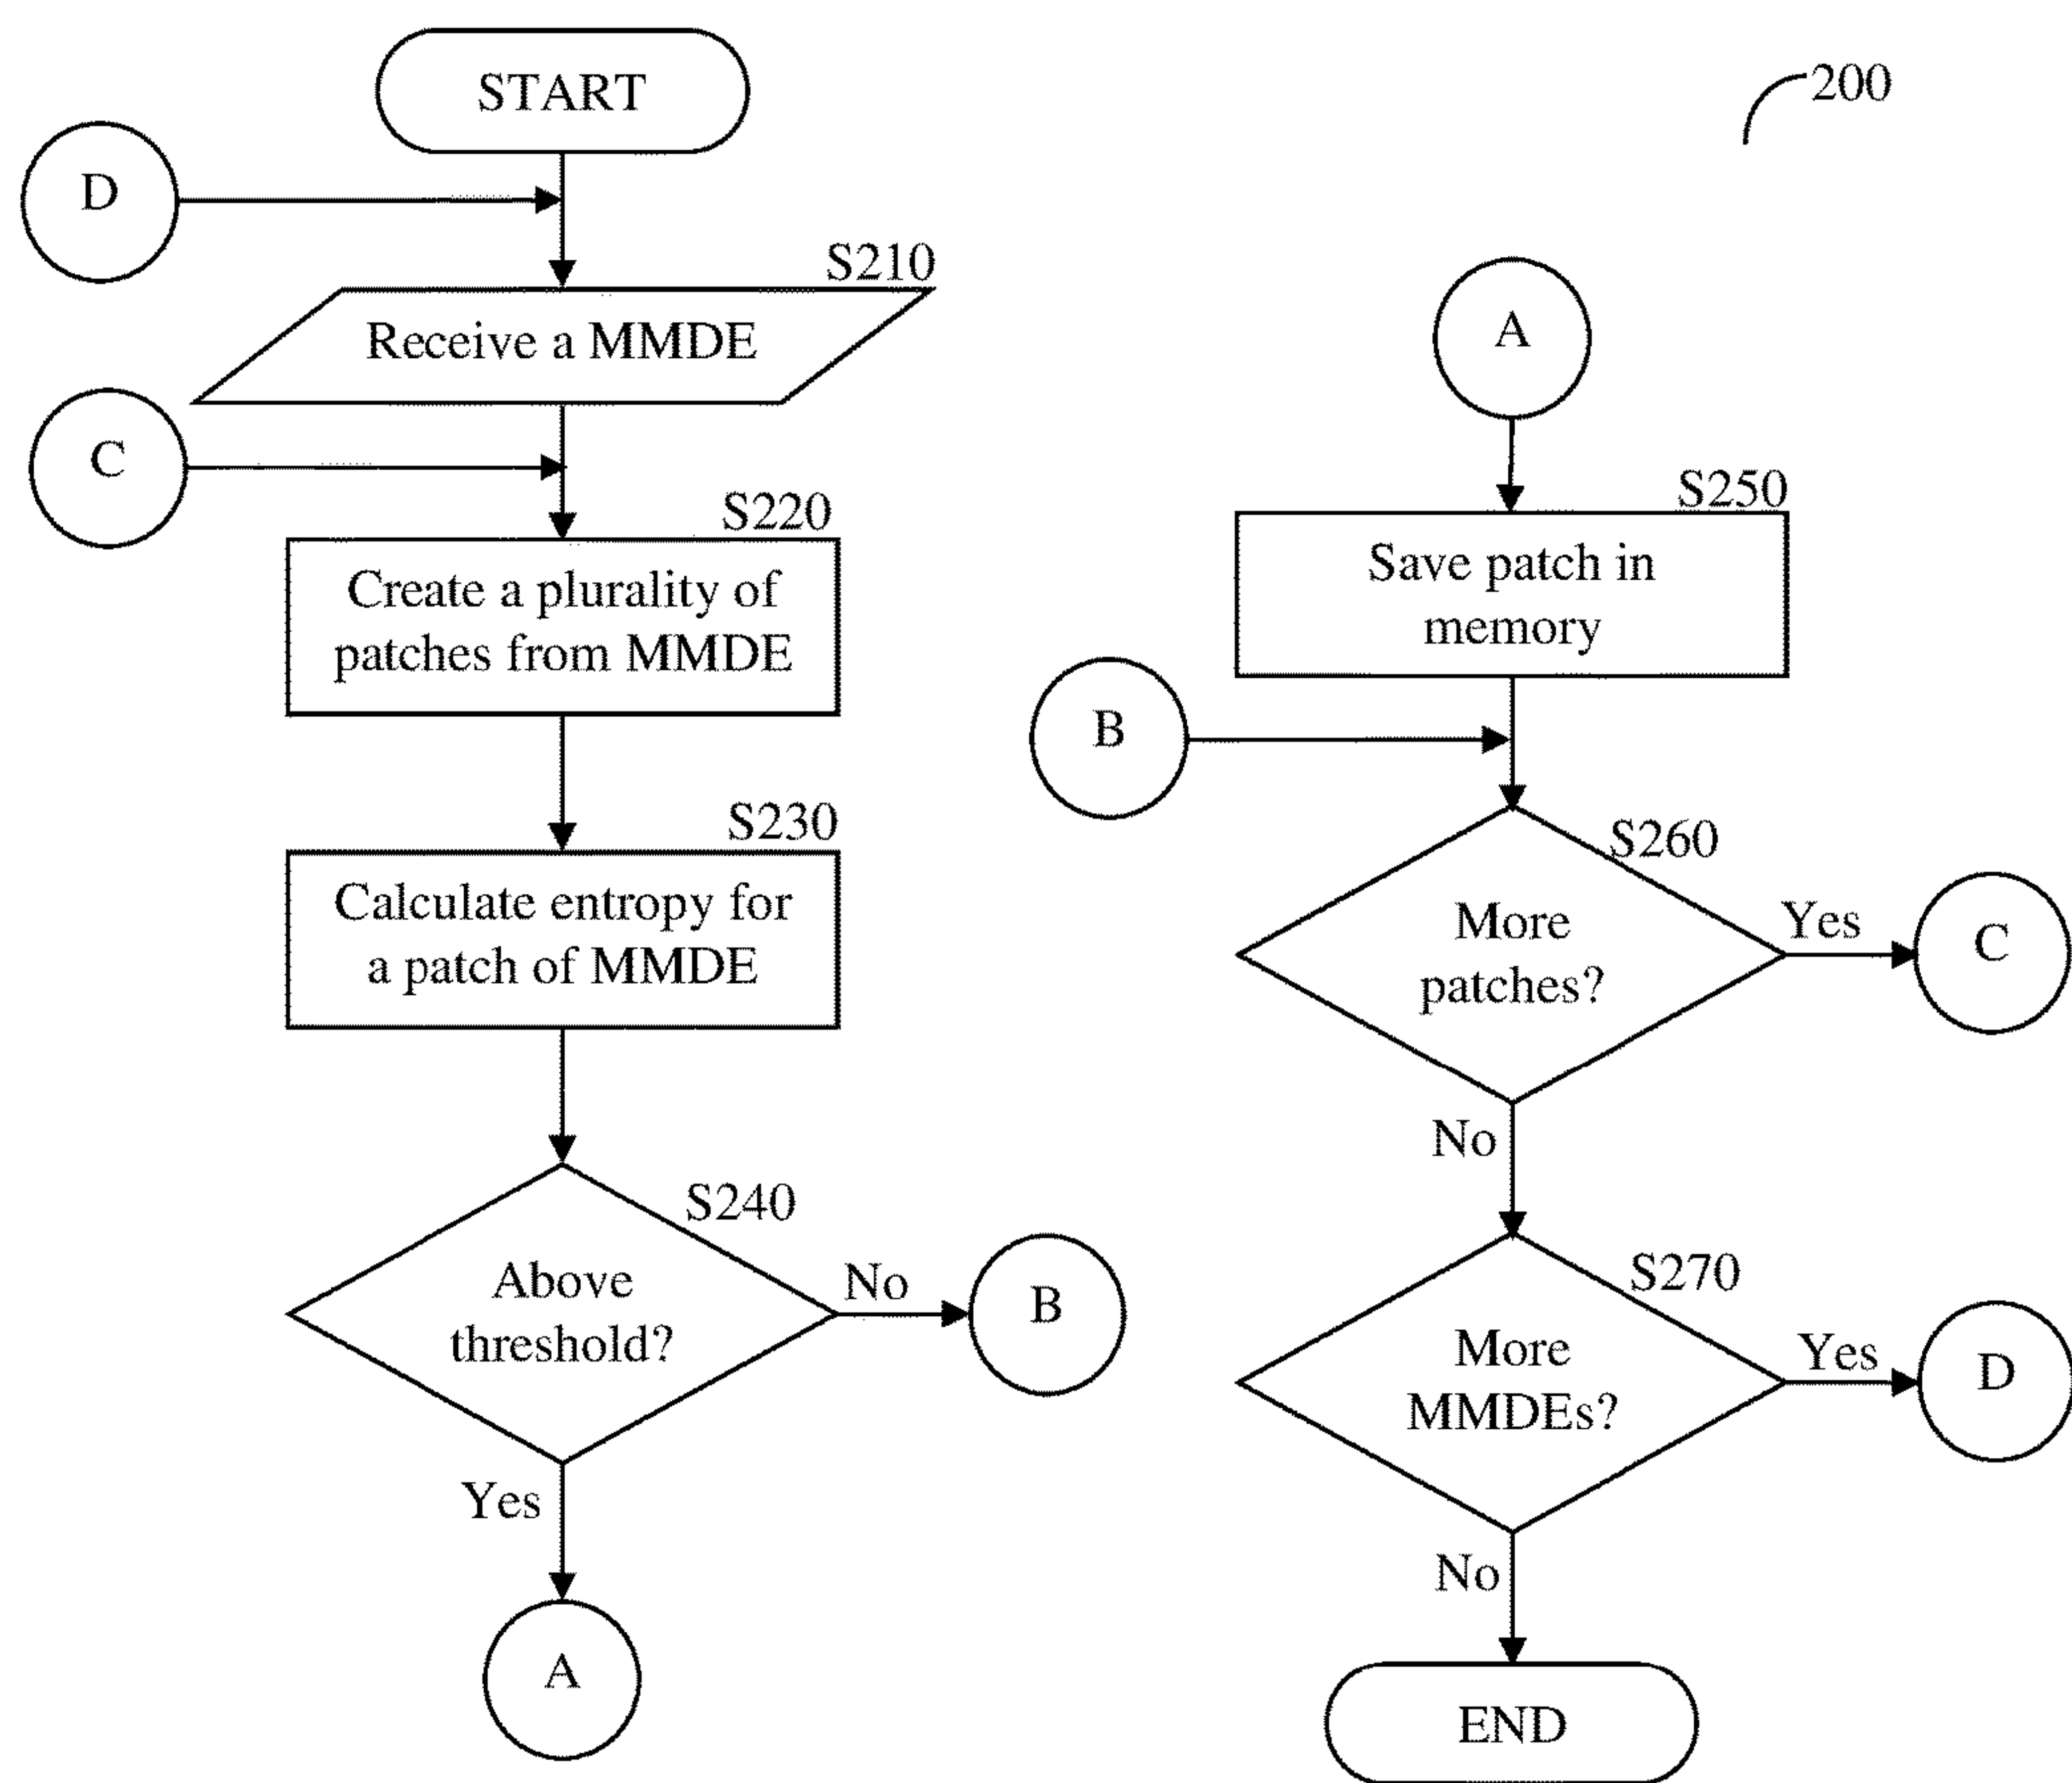 START
200
D
S210
Receive a MMDE
C
S220
Create a plurality of
patches from MMDE
S230
Calculate entropy for
a patch of MMDE
S240
Above
threshold?
No
B
Yes
A
A
S250
Save patch in
memory
B
S260
More
patches?
Yes
C
No
S270
More
MMDEs?
Yes
D
No
END